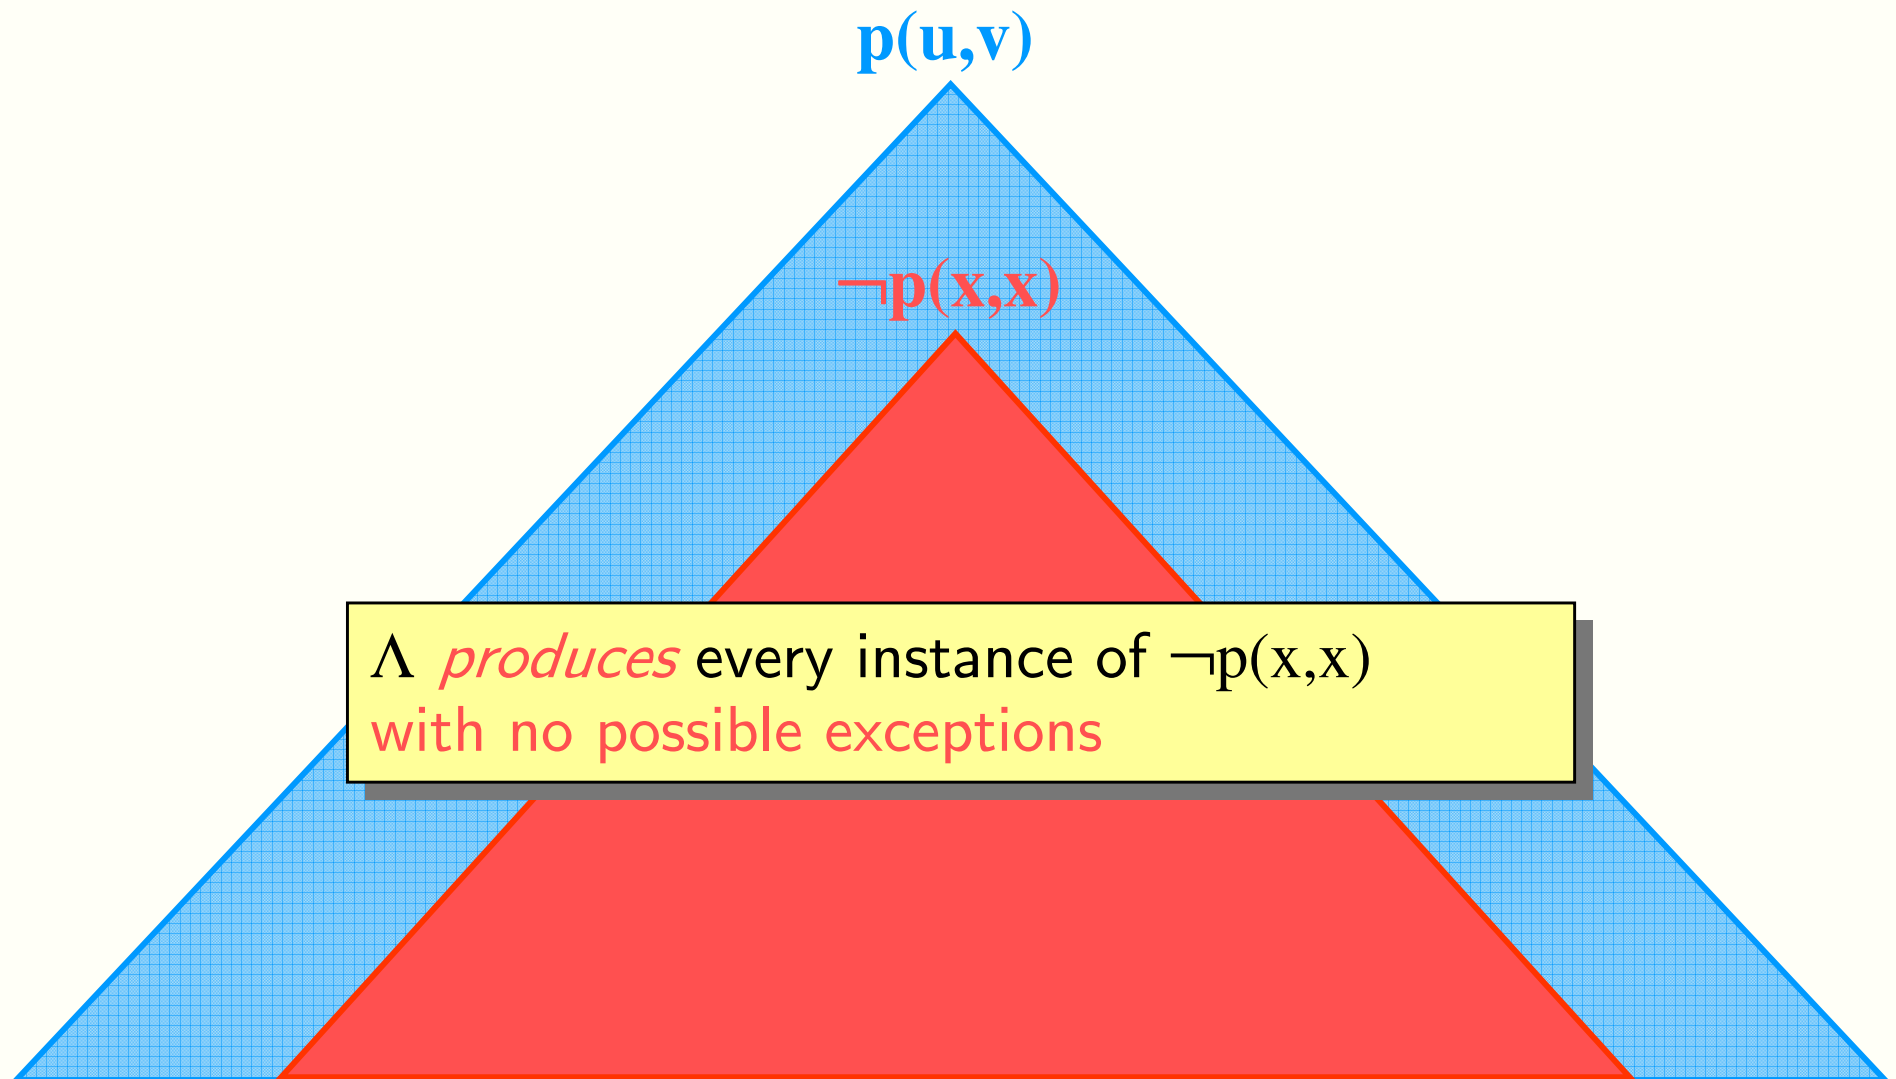 p(u,v)
¬p(x,x)
Λ produces every instance of ¬p(x,x)
with no possible exceptions